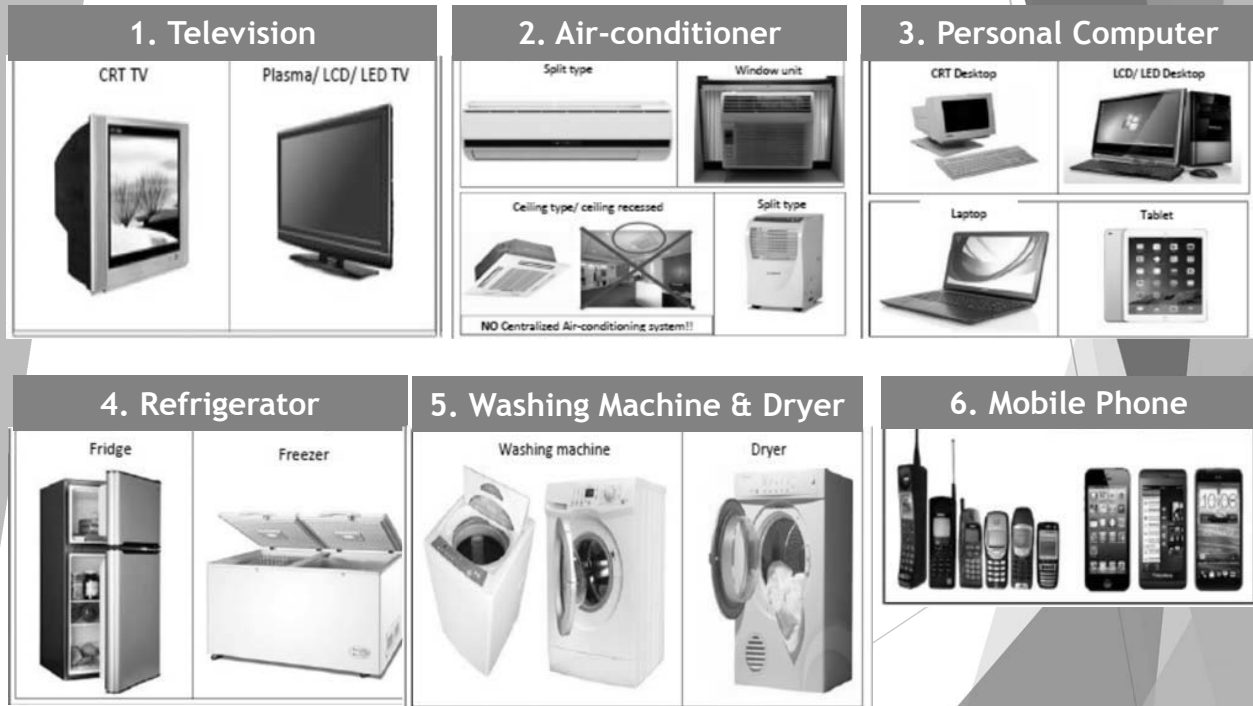 1. Television
CRT TV
Plasma/ LCD/ LED TV
2. Air-conditioner
Split type
Window unit
Ceiling type/ ceiling recessed
Split type
NO Centralized Air-conditioning system!!
3. Personal Computer
CRT Desktop
LCD/ LED Desktop
Laptop
Tablet
4. Refrigerator
Fridge
Freezer
5. Washing Machine & Dryer
Washing machine
Dryer
6. Mobile Phone
10:08